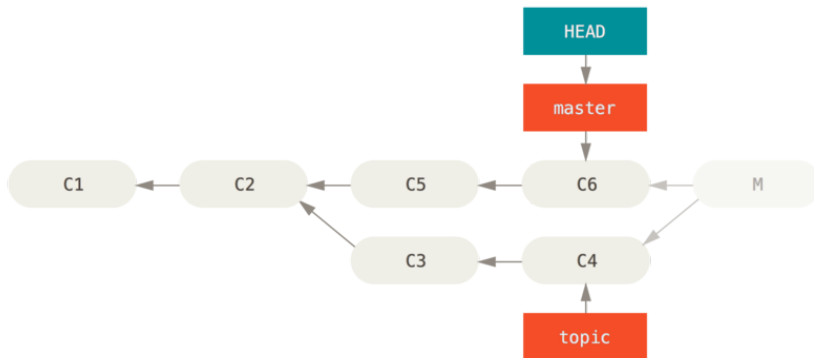 HEAD
master
C1 C2 C5 C6 M
C3 C4
topic